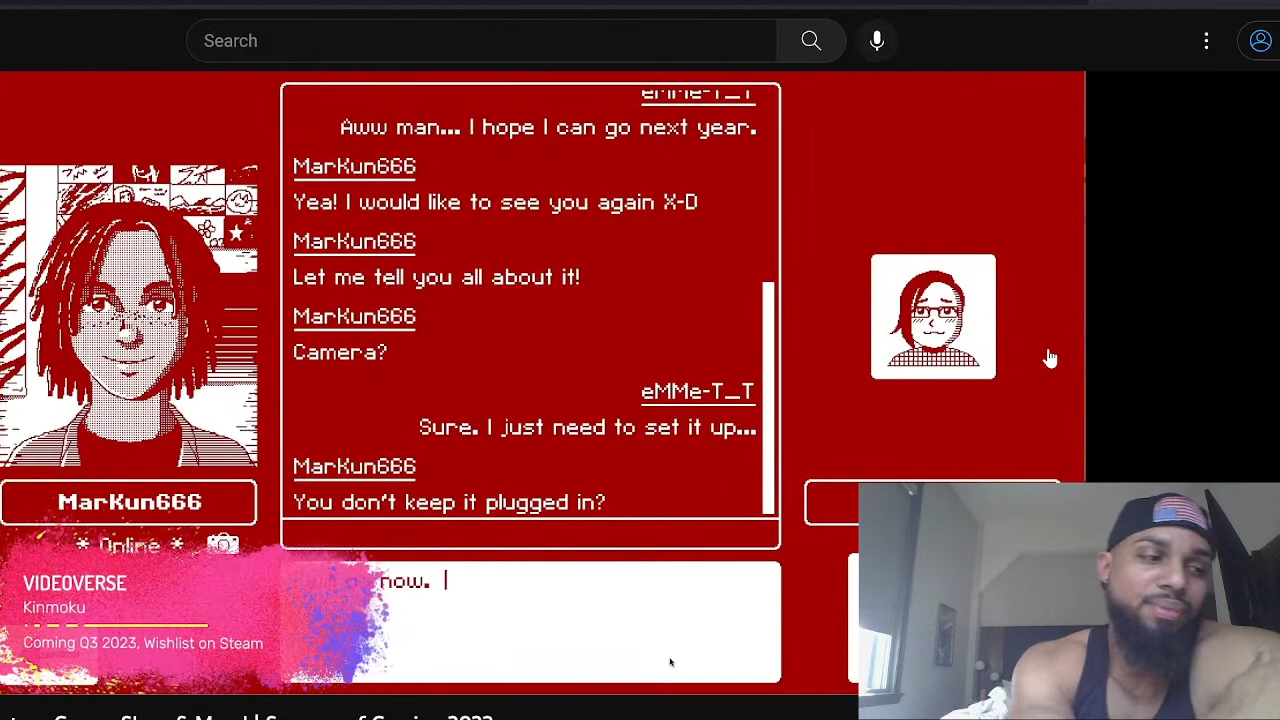 Search
eMMe-T_T
Aww man... I hope I can go next year.
MarKun666
Yea! I would like to see you again X-D
MarKun666
Let me tell you all about it!
MarKun666
Camera?
eMMe-T_T
Sure. I just need to set it up...
MarKun666
You don't keep it plugged in?
MarKun666
* Online *
now. |
VIDEOVERSE
Kinmoku
Coming Q3 2023, Wishlist on Steam